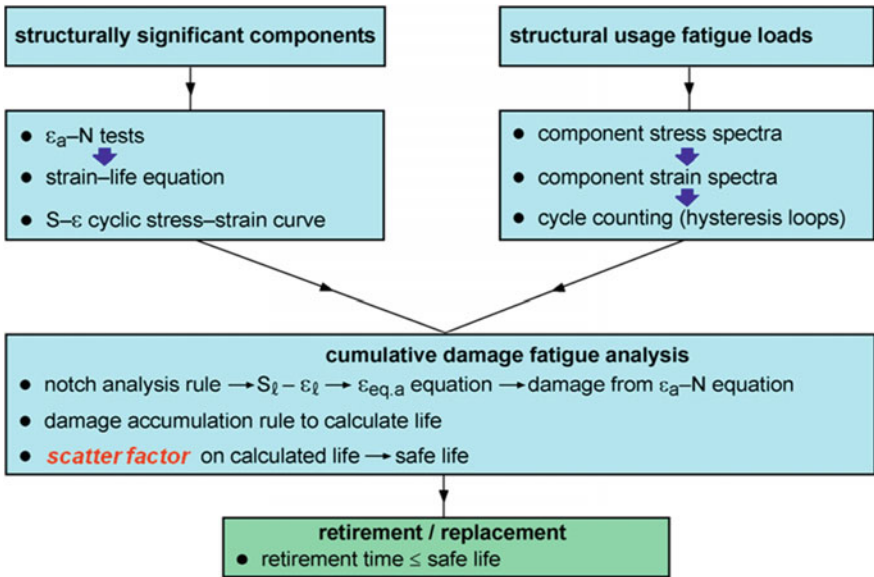 structurally significant components
structural usage fatigue loads
● εa–N tests
● strain–life equation
● S–ε cyclic stress–strain curve
● component stress spectra
● component strain spectra
● cycle counting (hysteresis loops)
cumulative damage fatigue analysis
● notch analysis rule → Sℓ – εℓ → εeq.a equation → damage from εa–N equation
● damage accumulation rule to calculate life
● scatter factor on calculated life → safe life
retirement / replacement
● retirement time ≤ safe life